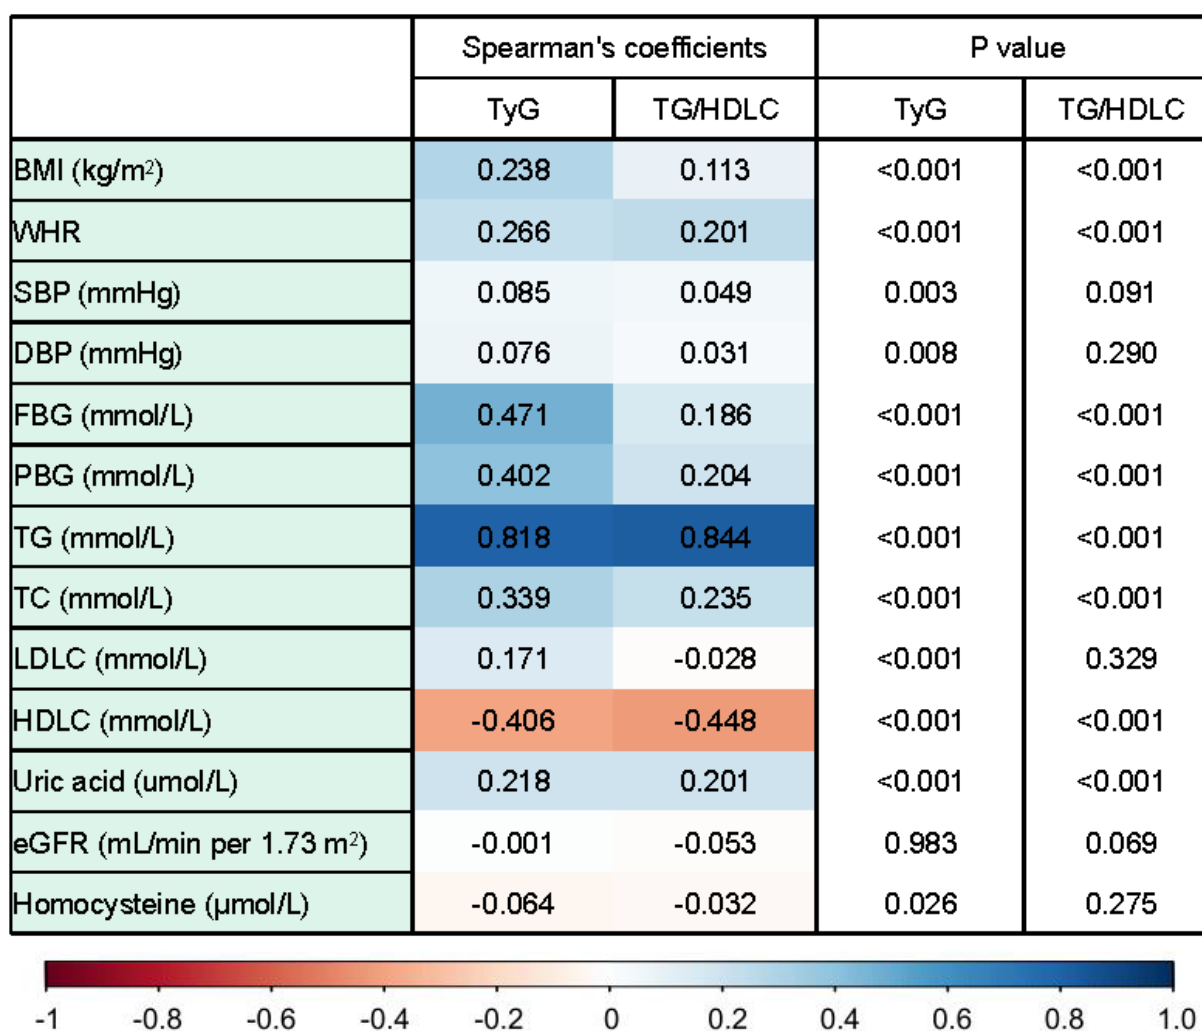 Spearman's coefficients P value
TyG TG/HDLC TyG TG/HDLC
BMI (kg/m²) 0.238 0.113 <0.001 <0.001
WHR 0.266 0.201 <0.001 <0.001
SBP (mmHg) 0.085 0.049 0.003 0.091
DBP (mmHg) 0.076 0.031 0.008 0.290
FBG (mmol/L) 0.471 0.186 <0.001 <0.001
PBG (mmol/L) 0.402 0.204 <0.001 <0.001
TG (mmol/L) 0.818 0.844 <0.001 <0.001
TC (mmol/L) 0.339 0.235 <0.001 <0.001
LDLC (mmol/L) 0.171 -0.028 <0.001 0.329
HDLC (mmol/L) -0.406 -0.448 <0.001 <0.001
Uric acid (umol/L) 0.218 0.201 <0.001 <0.001
eGFR (mL/min per 1.73 m²) -0.001 -0.053 0.983 0.069
Homocysteine (μmol/L) -0.064 -0.032 0.026 0.275
-1 -0.8 -0.6 -0.4 -0.2 0 0.2 0.4 0.6 0.8 1.0